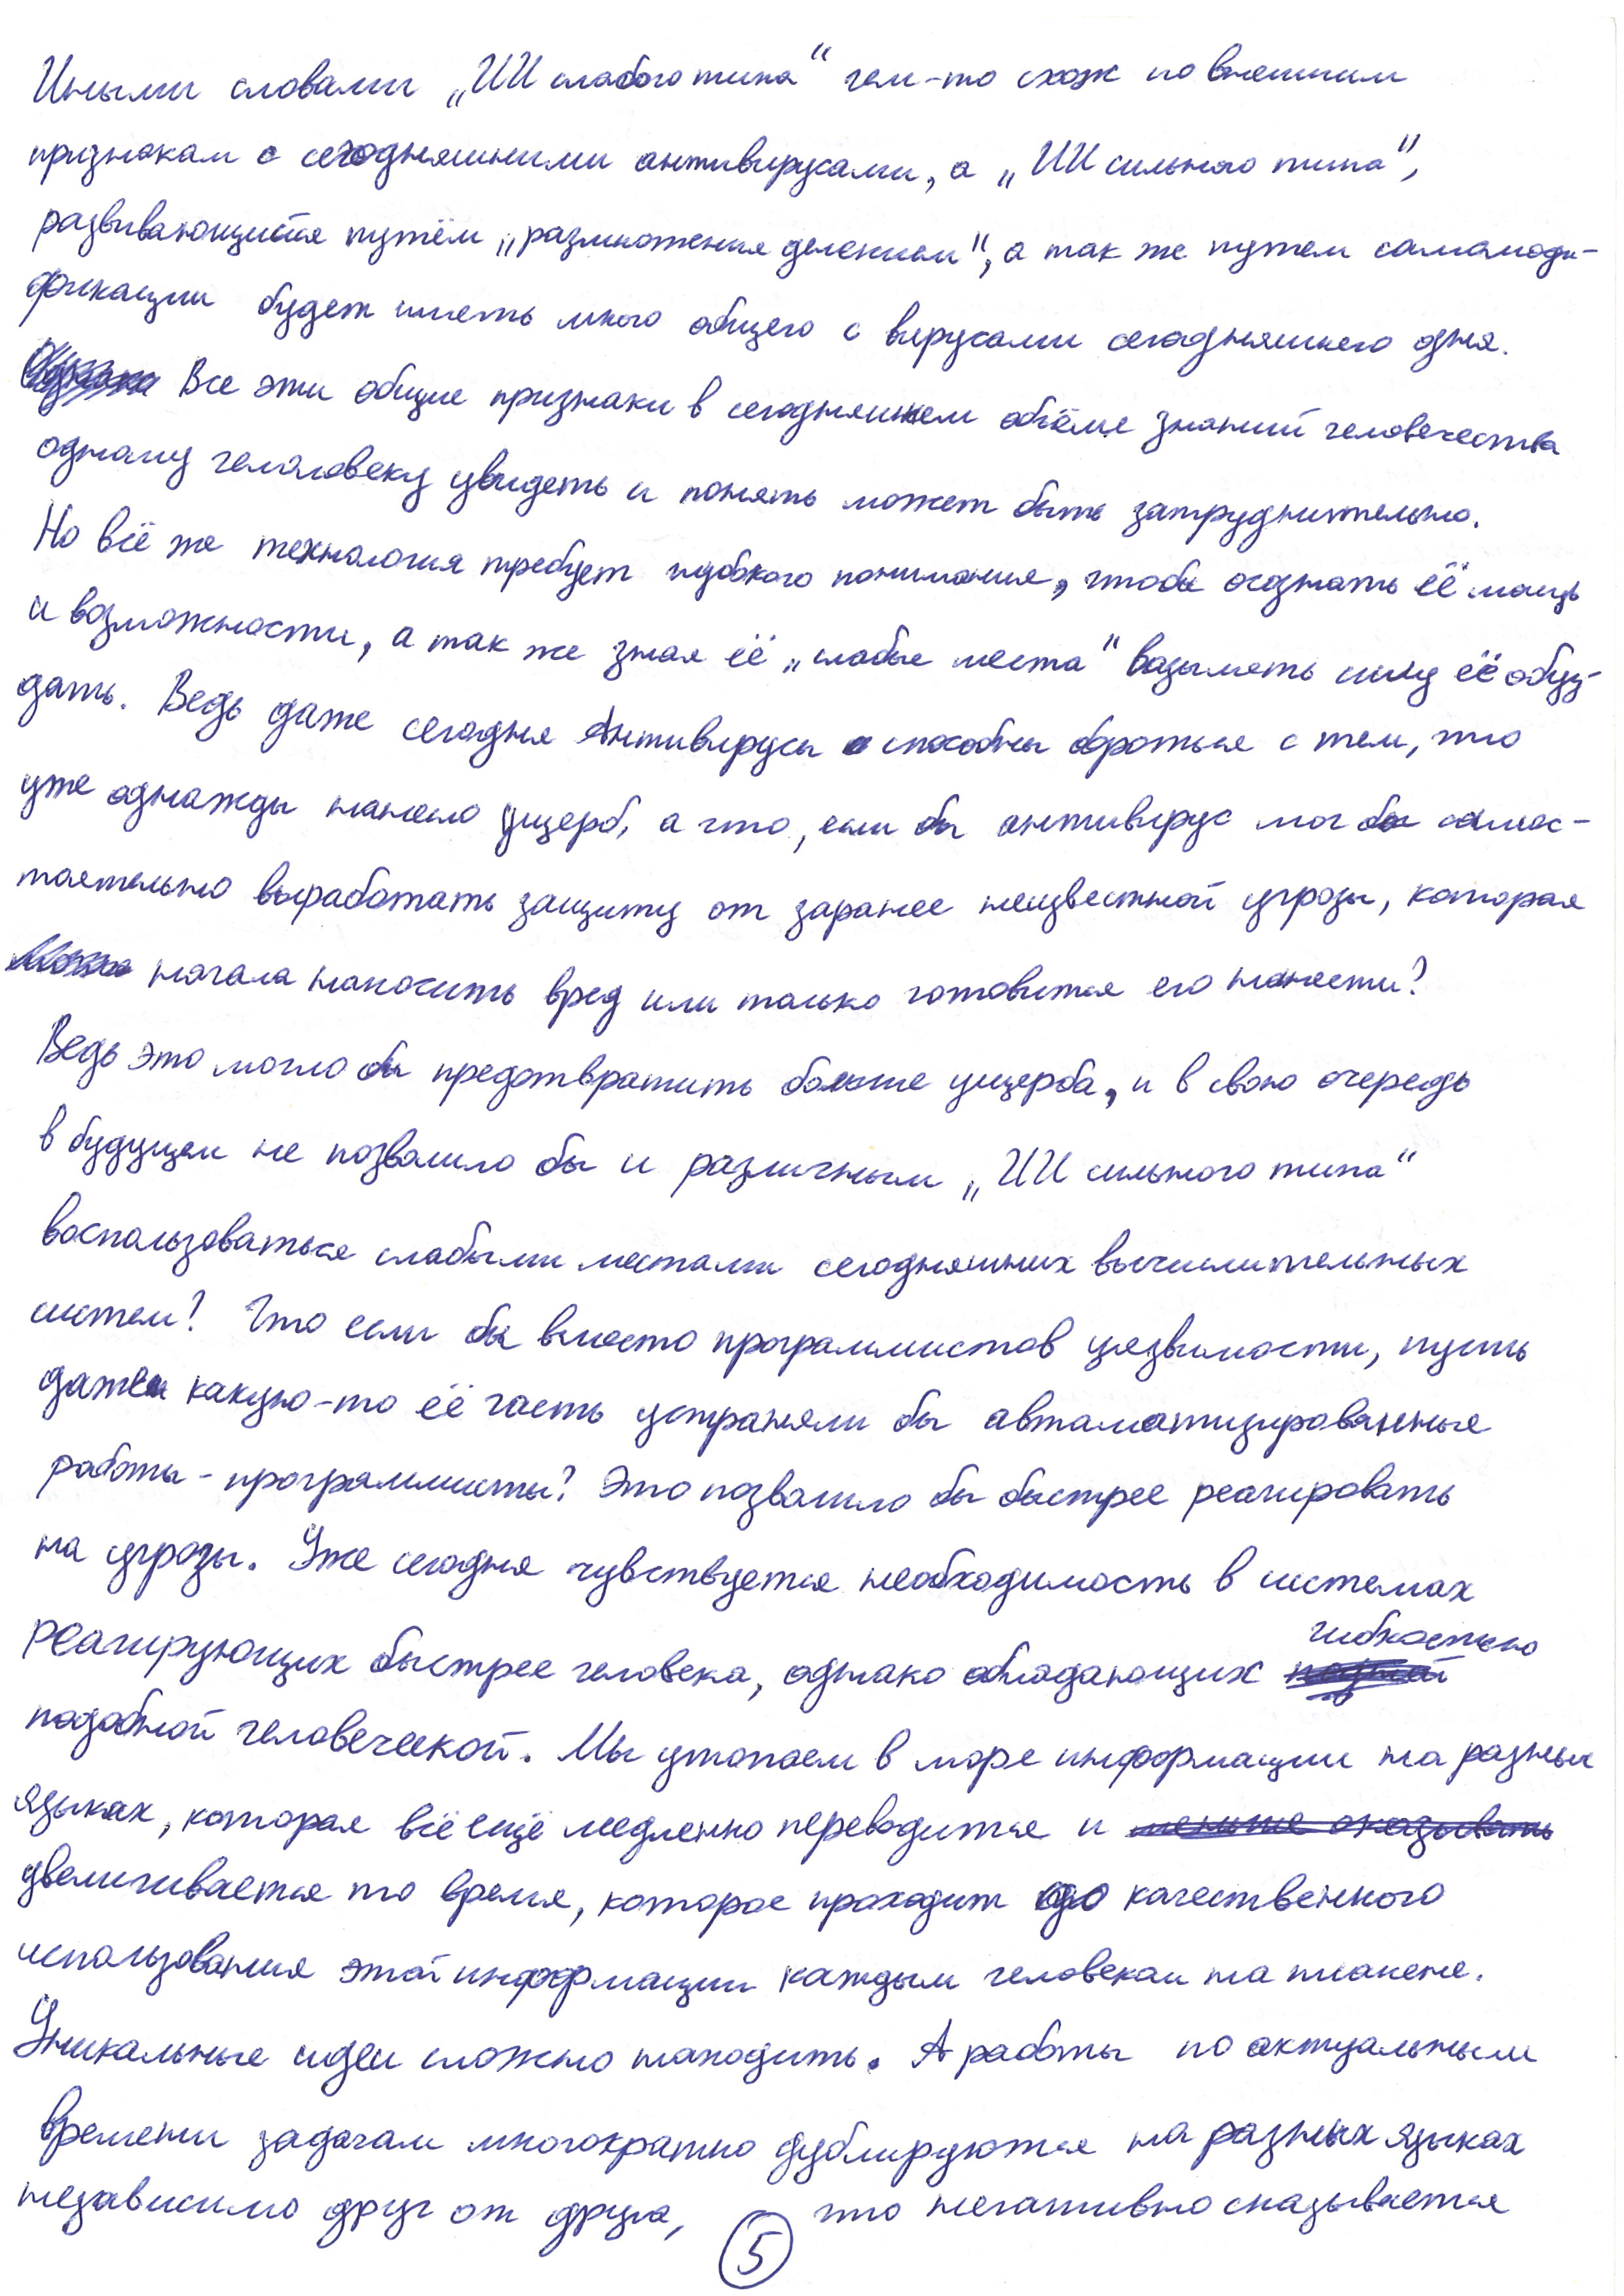 Иными словами „ИИ слабого типа“ чем-то схож по внешним
признакам с сегодняшними антивирусами, а „ИИ сильного типа“,
развивающийся путём „размножения делением“, а так же путем самомоди-
фикации будет иметь много общего с вирусами сегодняшнего дня.
Все эти общие признаки в сегодняшнем объёме знаний человечества
одному человеку увидеть и понять может быть затруднительно.
Но всё же технология требует глубокого понимания, чтобы осознать её мощь
и возможности, а так же зная её „слабые места“ возыметь силу её обуз-
дать. Ведь даже сегодня Антивирусы способны бороться с тем, что
уже однажды нанесло ущерб, а что, если бы антивирус мог бы самос-
тоятельно выработать защиту от заранее неизвестной угрозы, которая
начала наносить вред или только готовится его нанести?
Ведь это могло бы предотвратить больше ущерба, и в свою очередь
в будущем не позволило бы и различным „ИИ сильного типа“
воспользоваться слабыми местами сегодняшних вычислительных
систем? Что если бы вместо программистов уязвимости, пусть
даже какую-то её часть устраняли бы автоматизированные
роботы-программисты? Это позволило бы быстрее реагировать
на угрозы. Уже сегодня чувствуется необходимость в системах
реагирующих быстрее человека, однако обладающих гибкостью
подобной человеческой. Мы утопаем в море информации на разных
языках, которая всё ещё медленно переводится и меньше оказывать
увеличивается то время, которое проходит до качественного
использования этой информации каждым человеком на планете.
Уникальные идеи сложно находить. А работы по актуальным
времени задачам многократно дублируются на разных языках
независимо друг от друга, что негативно сказывается
5